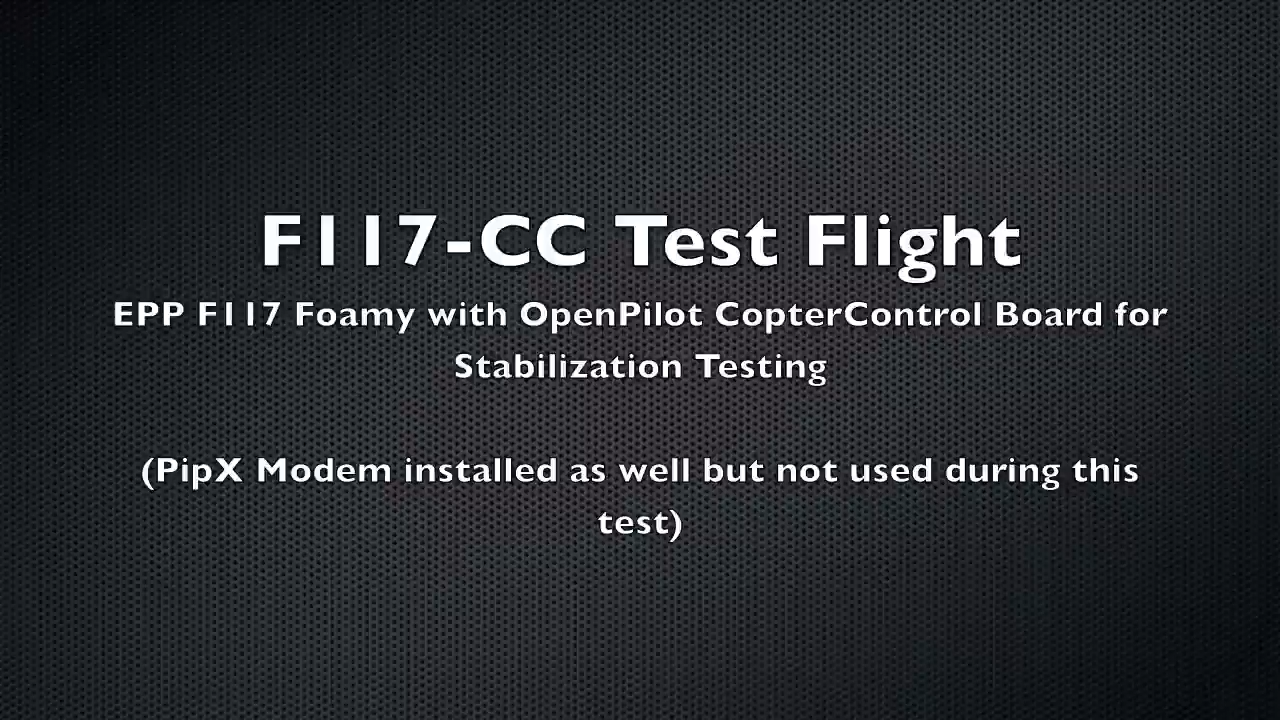 F117-CC Test Flight
EPP F117 Foamy with OpenPilot CopterControl Board for
Stabilization Testing
(PipX Modem installed as well but not used during this
test)